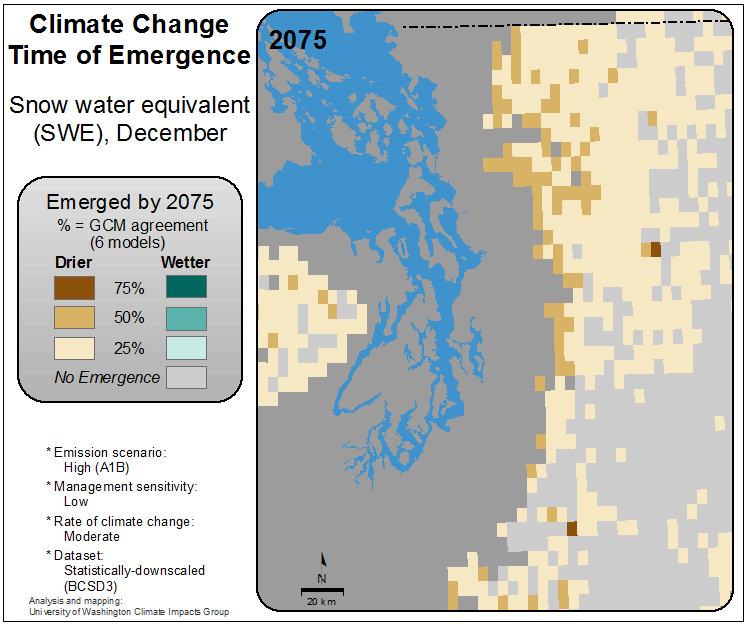 Climate Change
Time of Emergence
Snow water equivalent
(SWE), December
Emerged by 2075
% = GCM agreement
(6 models)
Drier Wetter
75%
50%
25%
No Emergence
* Emission scenario:
High (A1B)
* Management sensitivity:
Low
* Rate of climate change:
Moderate
* Dataset:
Statistically-downscaled
(BCSD3)
Analysis and mapping:
University of Washington Climate Impacts Group
2075
N
20 km